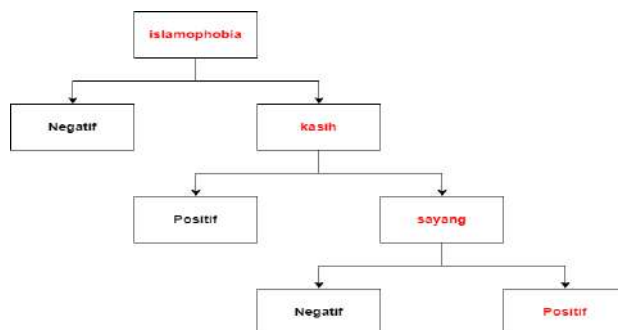 islamophobia
Negatif
kasih
Positif
sayang
Negatif
Positif